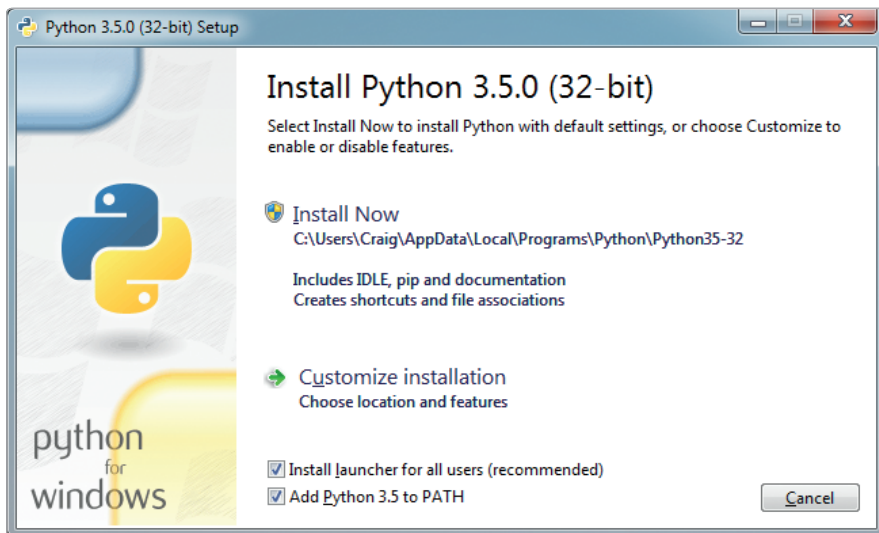 Python 3.5.0 (32-bit) Setup
Install Python 3.5.0 (32-bit)
Select Install Now to install Python with default settings, or choose Customize to
enable or disable features.
Install Now
C:\Users\Craig\AppData\Local\Programs\Python\Python35-32
Includes IDLE, pip and documentation
Creates shortcuts and file associations
Customize installation
Choose location and features
python
for
windows
Install launcher for all users (recommended)
Add Python 3.5 to PATH
Cancel